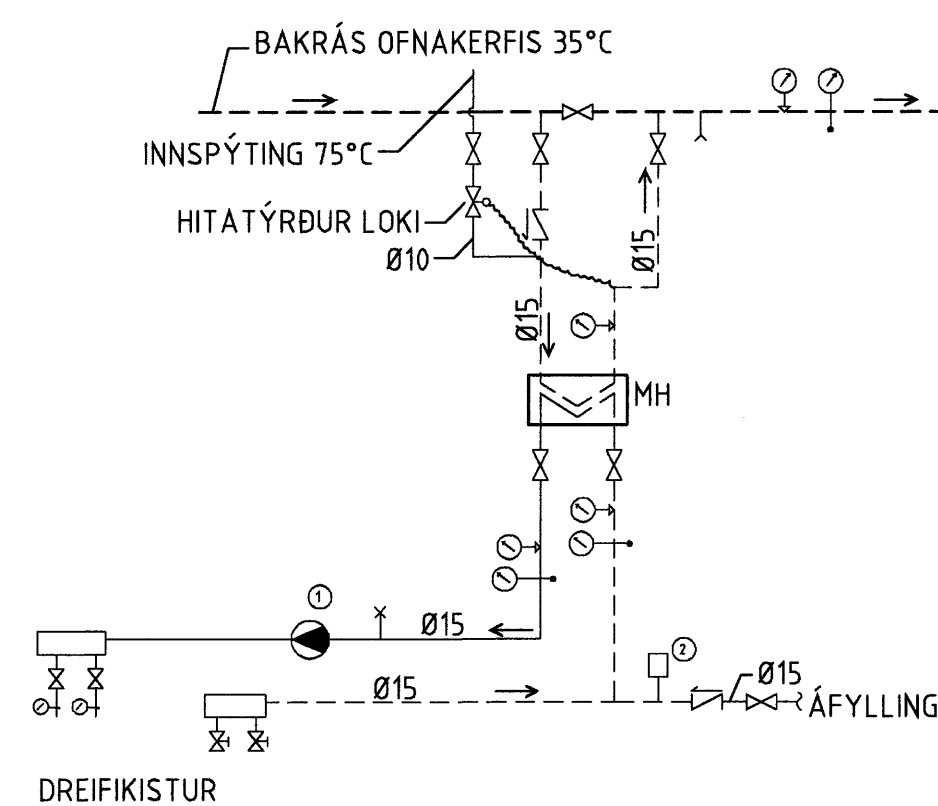 BAKRÁS OFNAKERFIS 35°C
INNSPÝTING 75°C
HITATÝRÐUR LOKI
Ø10
Ø15
Ø15
MH
1
Ø15
2
Ø15
Ø15
ÁFYLLING
DREIFIKISTUR